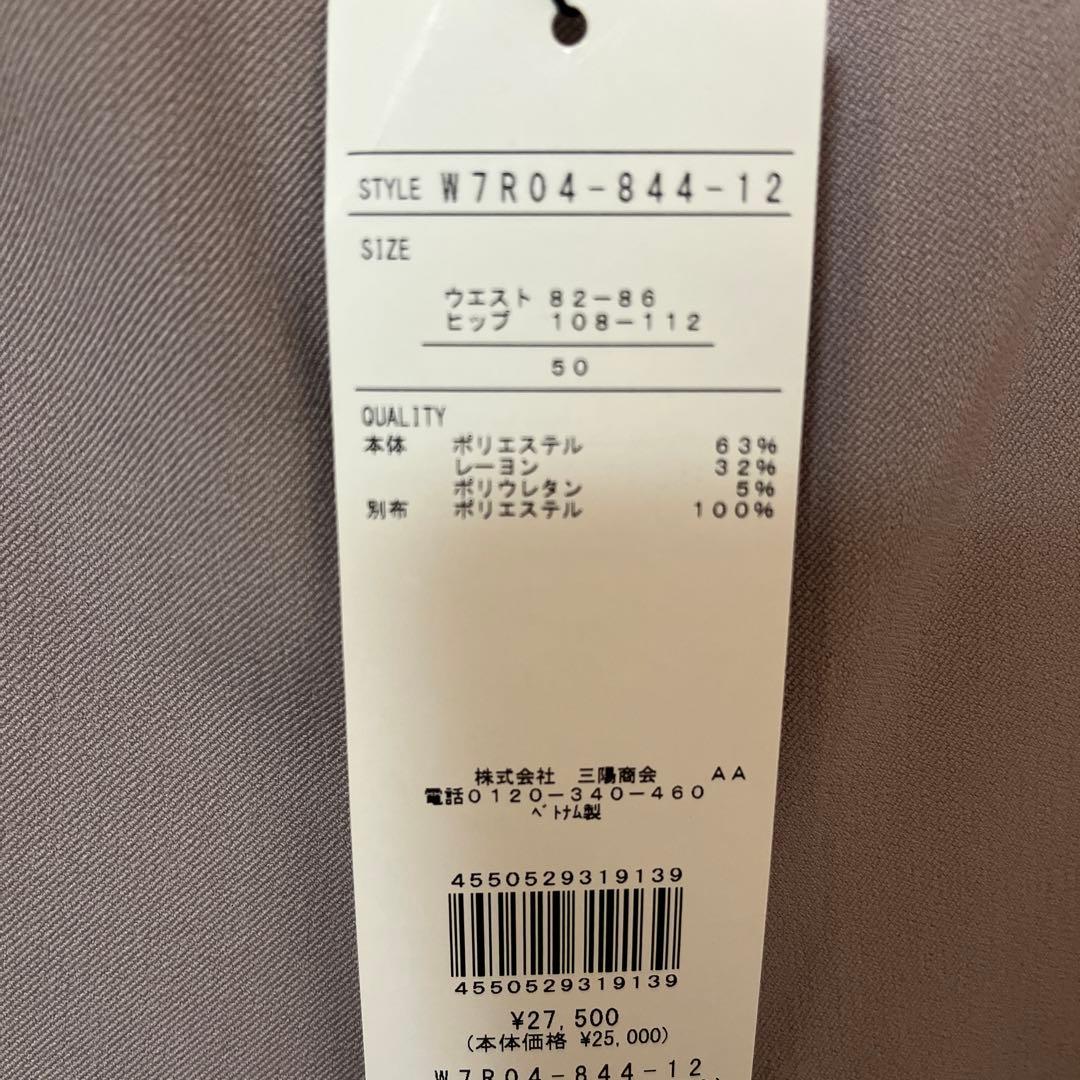 STYLE W7R04-844-12
SIZE
ウエスト 82-86
ヒップ 108-112
50
QUALITY
本体 ポリエステル 63%
レーヨン 32%
ポリウレタン 5%
別布 ポリエステル 100%
株式会社 三陽商会 AA
電話0120-340-460
ベトナム製
4550529319139
4550529319139
¥27,500
(本体価格 ¥25,000)
W7R04-844-12